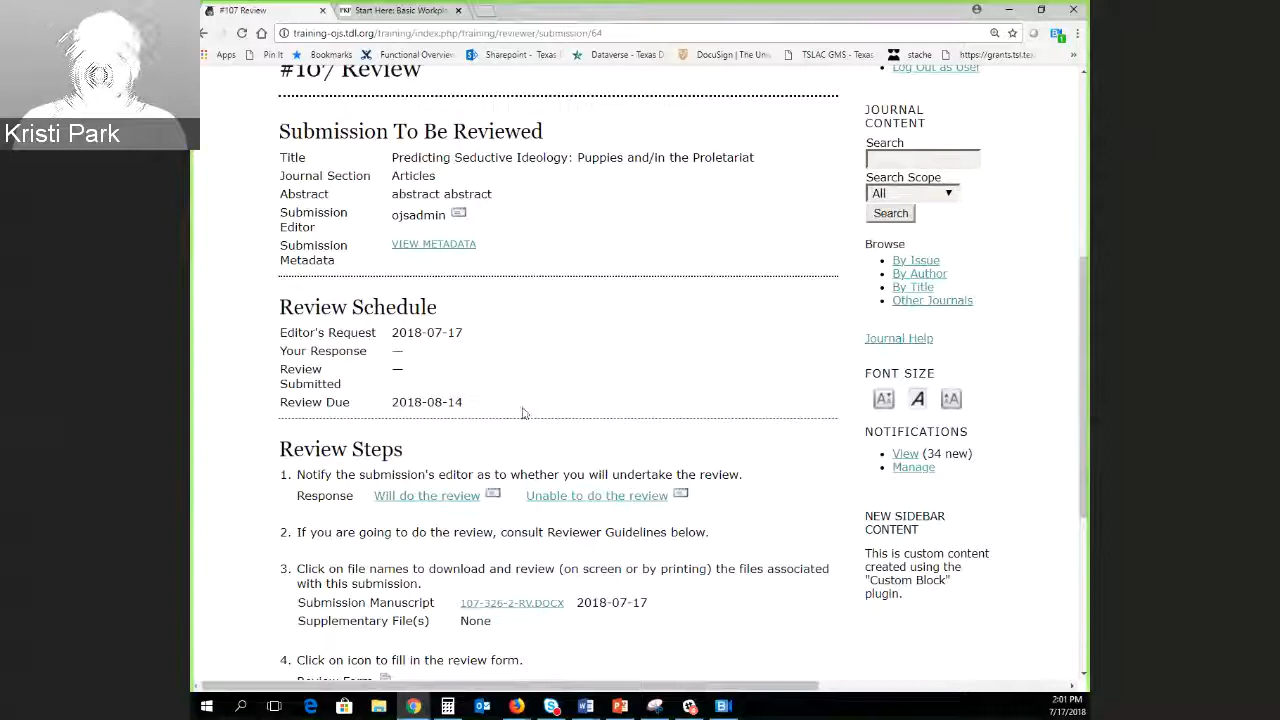 #107 Review
Start Here: Basic Workpl
training-ojs.tdl.org/training/index.php/training/reviewer/submission/64
Apps
Pin It
Bookmarks
Functional Overview
Sharepoint - Texas D
Dataverse - Texas D
DocuSign | The Uni
TSLAC GMS - Texas
stache
https://grants.tsl.tex
Kristi Park
#107 Review
Submission To Be Reviewed
Title Predicting Seductive Ideology: Puppies and/in the Proletariat
Journal Section Articles
Abstract abstract abstract
Submission Editor ojsadmin
Submission Metadata VIEW METADATA
Review Schedule
Editor's Request 2018-07-17
Your Response —
Review Submitted —
Review Due 2018-08-14
Review Steps
1. Notify the submission's editor as to whether you will undertake the review.
Response Will do the review Unable to do the review
2. If you are going to do the review, consult Reviewer Guidelines below.
3. Click on file names to download and review (on screen or by printing) the files associated
with this submission.
Submission Manuscript 107-326-2-RV.DOCX 2018-07-17
Supplementary File(s) None
4. Click on icon to fill in the review form.
Review Form
Log Out as User
JOURNAL
CONTENT
Search
Search Scope
All
Search
Browse
By Issue
By Author
By Title
Other Journals
Journal Help
FONT SIZE
NOTIFICATIONS
View (34 new)
Manage
NEW SIDEBAR
CONTENT
This is custom content
created using the
"Custom Block"
plugin.
2:01 PM
7/17/2018